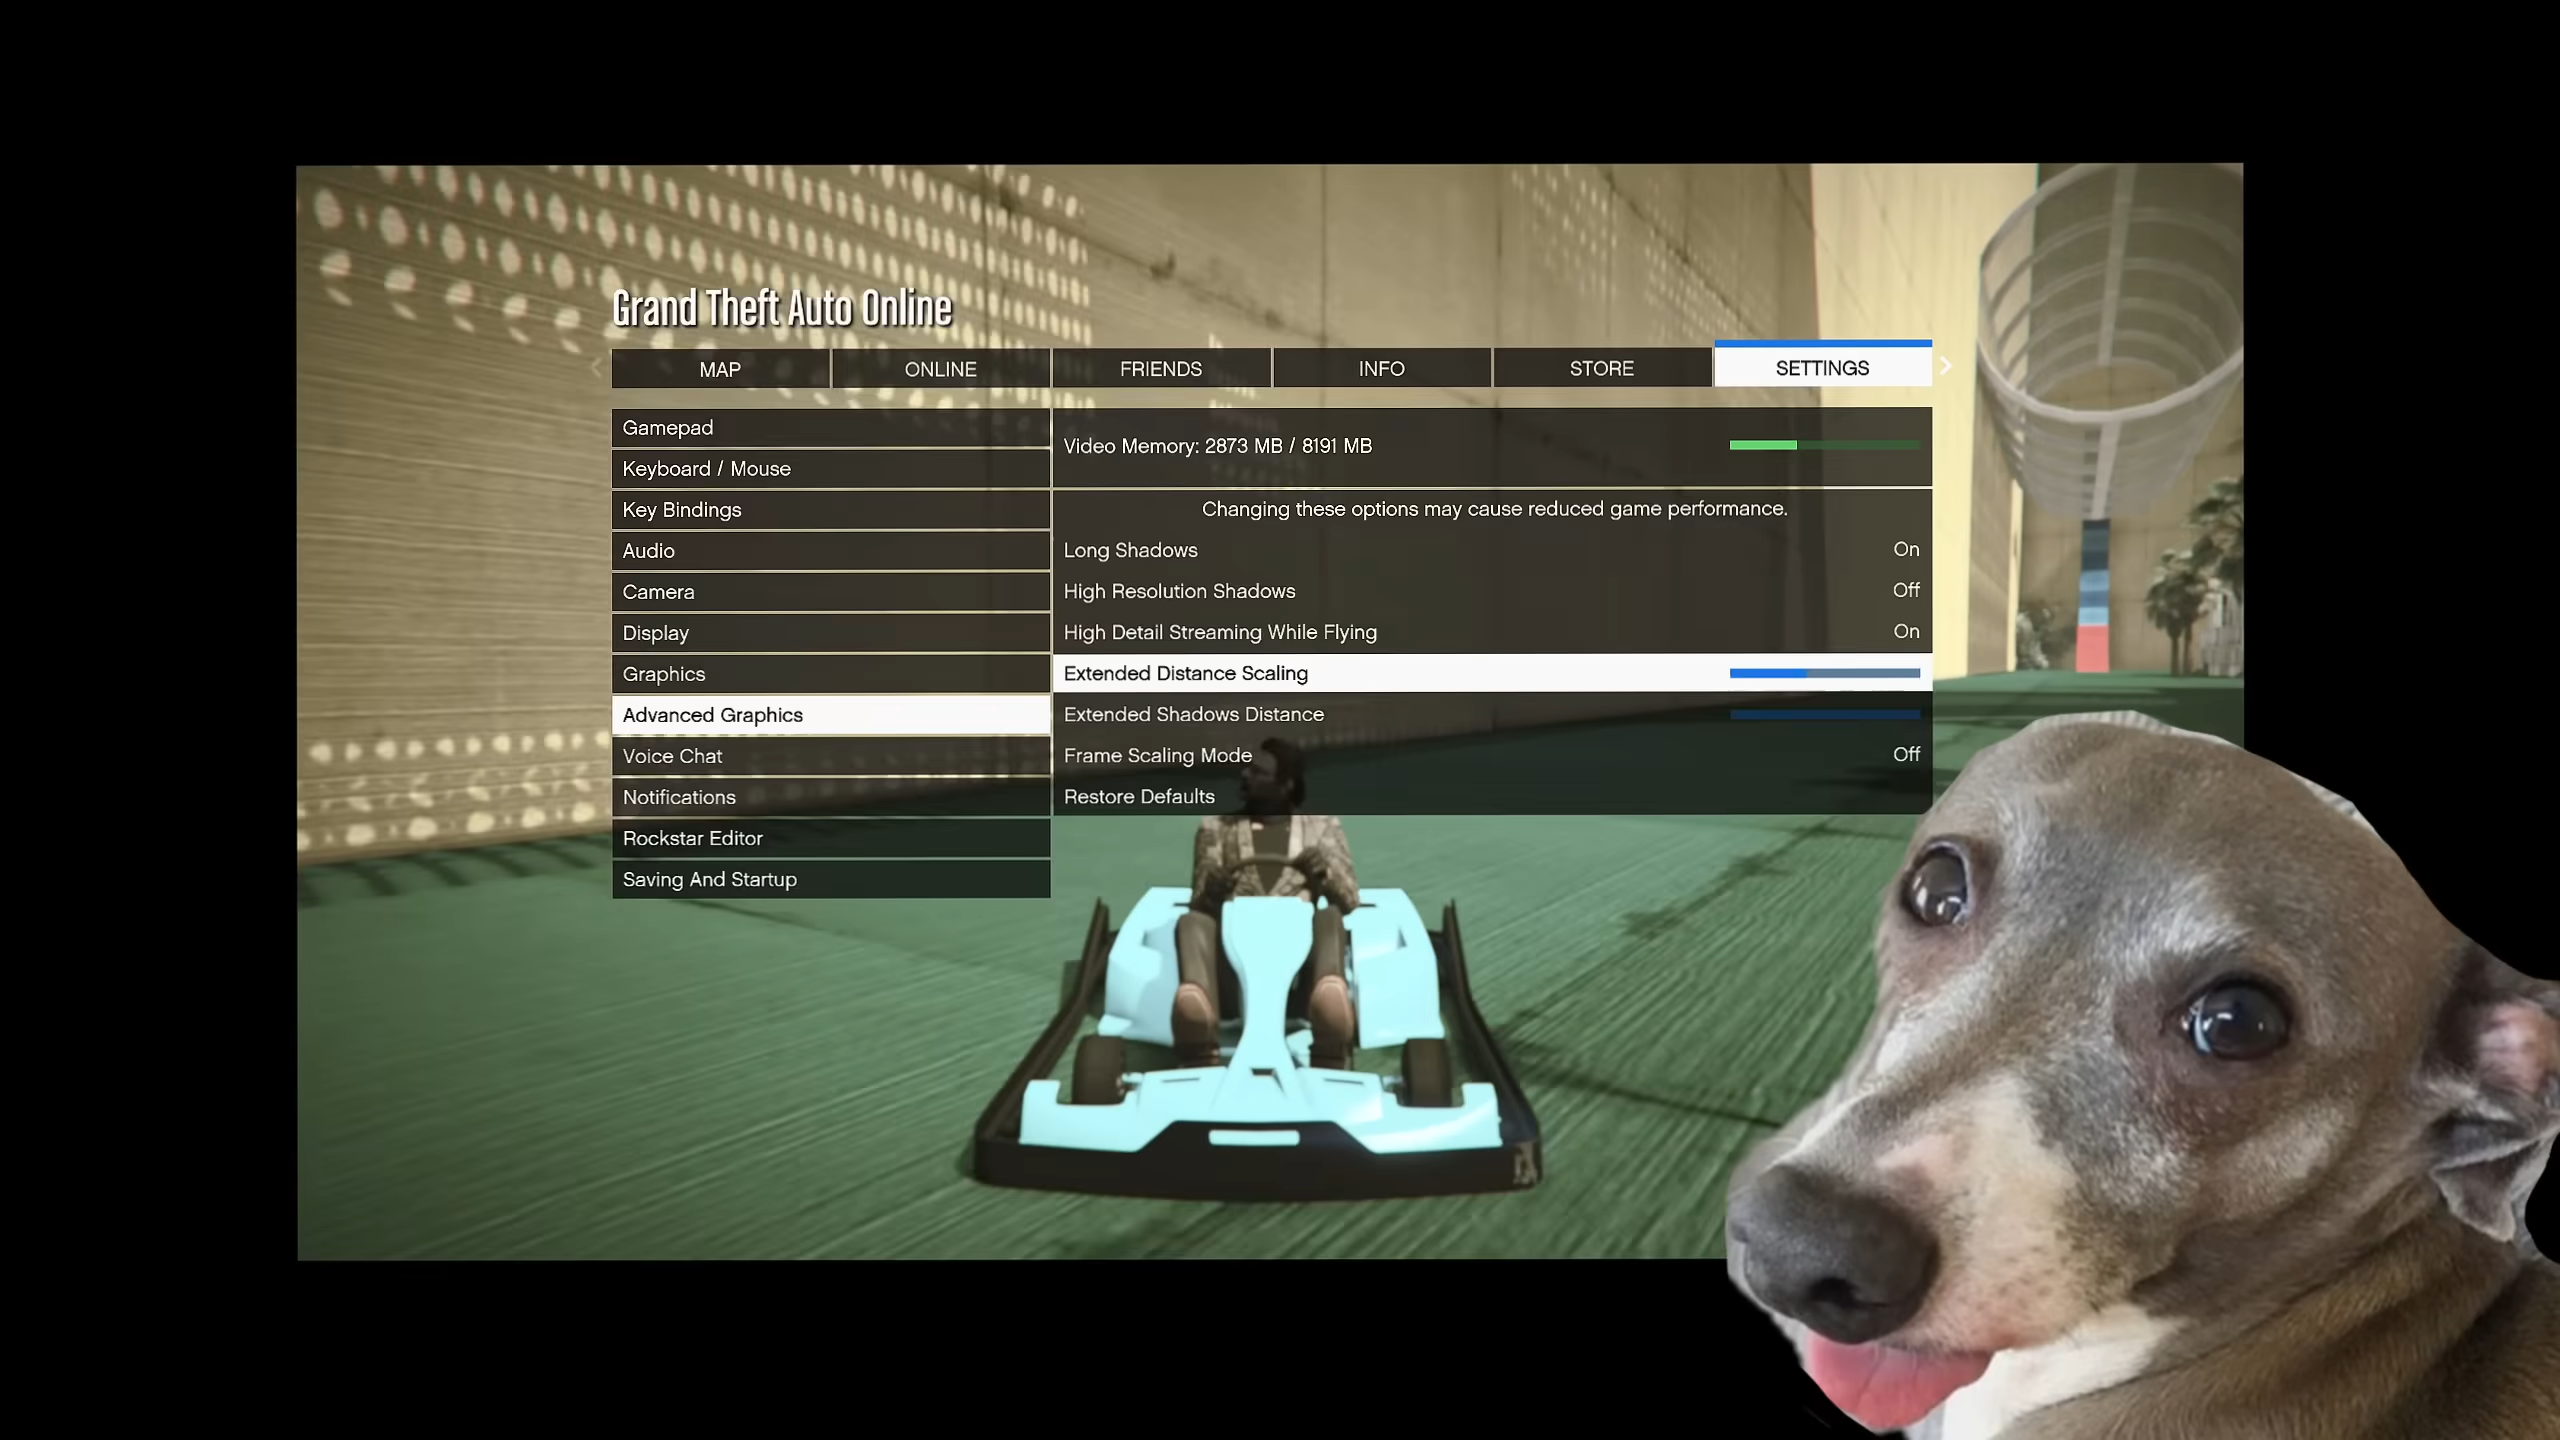 Grand Theft Auto Online
MAP
ONLINE
FRIENDS
INFO
STORE
SETTINGS
Gamepad
Keyboard / Mouse
Key Bindings
Audio
Camera
Display
Graphics
Advanced Graphics
Voice Chat
Notifications
Rockstar Editor
Saving And Startup
Video Memory: 2873 MB / 8191 MB
Changing these options may cause reduced game performance.
Long Shadows On
High Resolution Shadows Off
High Detail Streaming While Flying On
Extended Distance Scaling
Extended Shadows Distance
Frame Scaling Mode Off
Restore Defaults